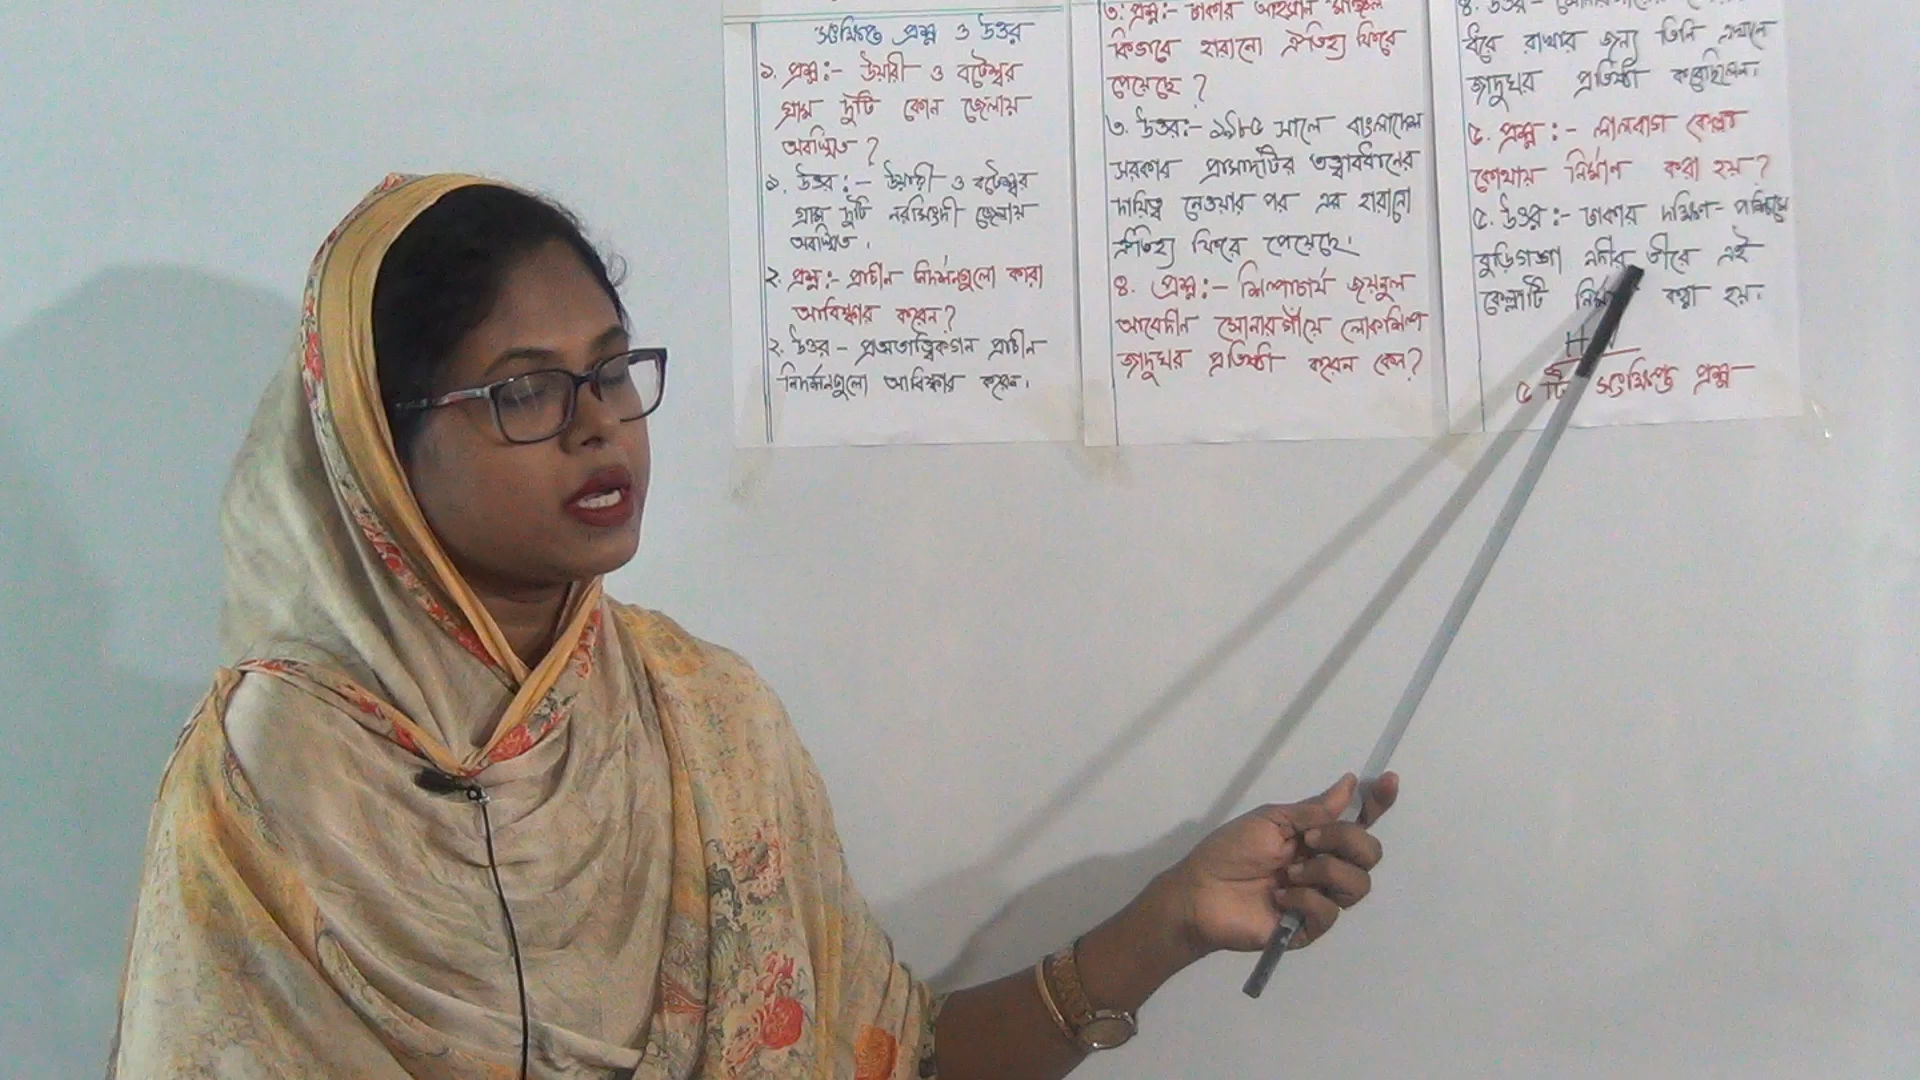 সংক্ষিপ্ত প্রশ্ন ও উত্তর
১. প্রশ্ন:- উয়ারী ও বটেশ্বর
গ্রাম দুটি কোন জেলায়
অবস্থিত ?
১. উত্তর:- উয়ারী ও বটেশ্বর
গ্রাম দুটি নরসিংদী জেলায়
অবস্থিত।
২. প্রশ্ন:- প্রাচীন নিদর্শনগুলো কারা
আবিষ্কার করেন?
২. উত্তর- প্রত্নতাত্ত্বিকগন প্রাচীন
নিদর্শনগুলো আবিষ্কার করেন।
৩. প্রশ্ন:- ঢাকার আহসান মঞ্জিল
কিভাবে হারানো ঐতিহ্য ফিরে
পেয়েছে ?
৩. উত্তর:- ১৯৮৫ সালে বাংলাদেশ
সরকার প্রাসাদটির তত্ত্বাবধানের
দায়িত্ব নেওয়ার পর এর হারানো
ঐতিহ্য ফিরে পেয়েছে।
৪. প্রশ্ন:- শিল্পাচার্য জয়নুল
আবেদীন সোনারগাঁয়ে লোকশিল্প
জাদুঘর প্রতিষ্ঠা করেন কেন?
৪. উত্তর-
ধরে রাখার জন্য তিনি এখানে
জাদুঘর প্রতিষ্ঠা করেছিলেন।
৫. প্রশ্ন:- লালবাগ কেল্লা
কোথায় নির্মাণ করা হয়?
৫. উত্তর:- ঢাকার দক্ষিণ-পশ্চিমে
বুড়িগঙ্গা নদীর তীরে এই
কেল্লাটি করা হয়।
৫ টি সংক্ষিপ্ত প্রশ্ন